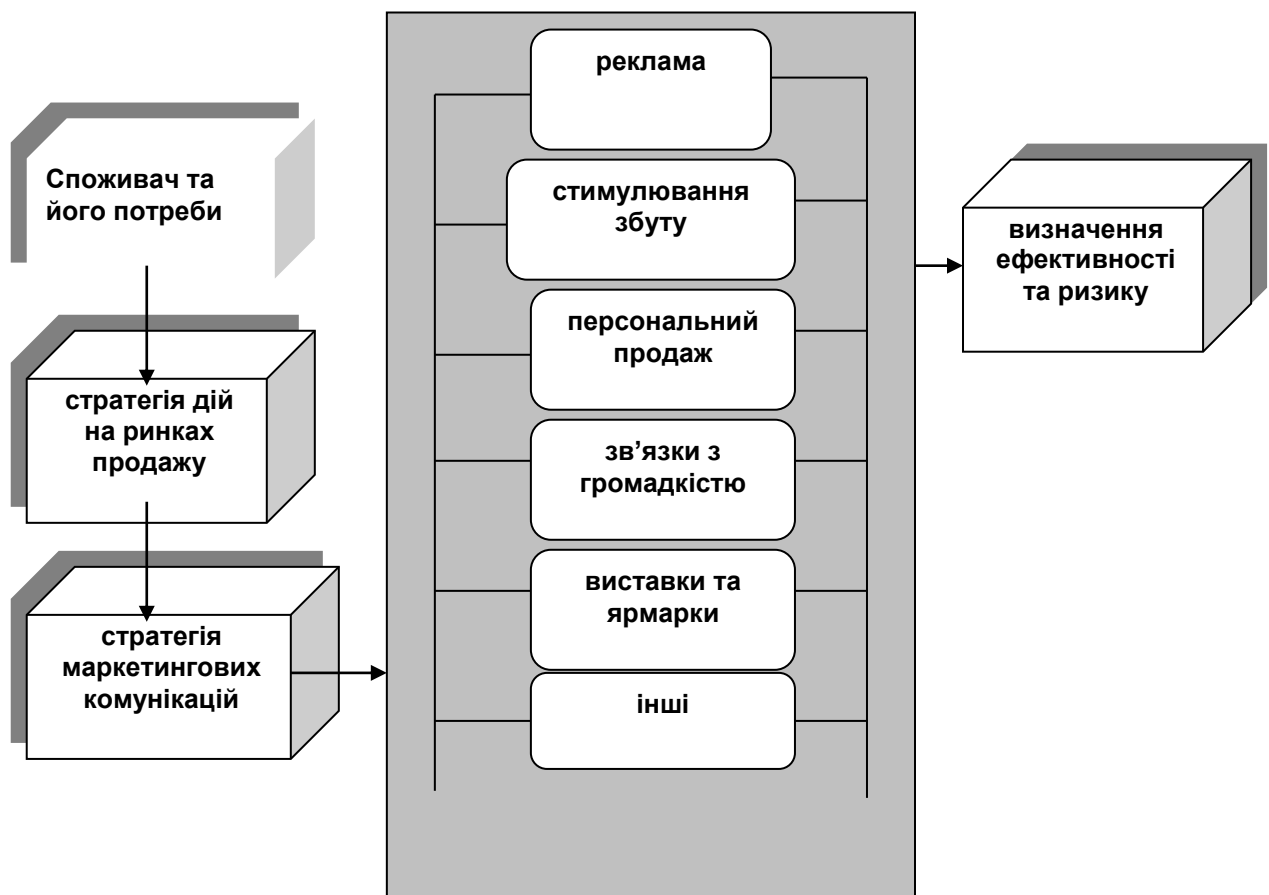 Споживач та
його потреби
стратегія дій
на ринках
продажу
стратегія
маркетингових
комунікацій
реклама
стимулювання
збуту
персональний
продаж
зв’язки з
громадкістю
виставки та
ярмарки
інші
визначення
ефективності
та ризику